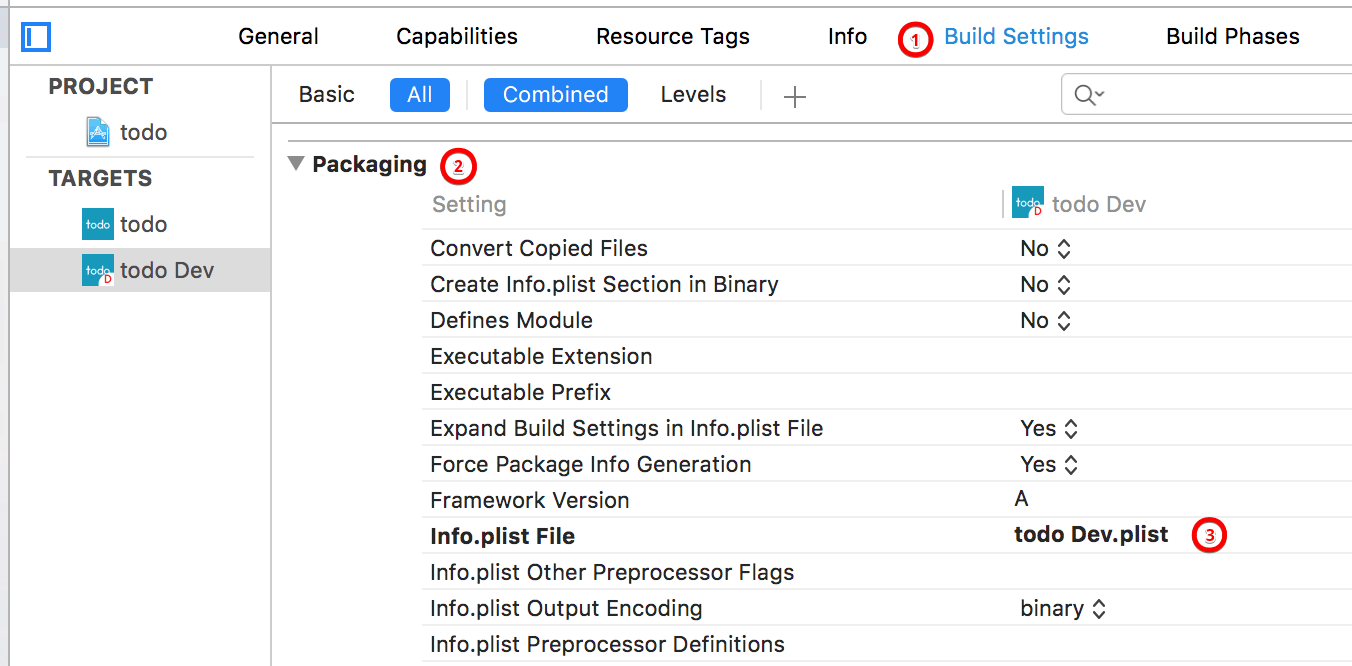 General Capabilities Resource Tags Info 1 Build Settings Build Phases
PROJECT
todo
TARGETS
todo todo
todo D todo Dev
Basic All Combined Levels
Packaging 2
Setting todo D todo Dev
Convert Copied Files No
Create Info.plist Section in Binary No
Defines Module No
Executable Extension
Executable Prefix
Expand Build Settings in Info.plist File Yes
Force Package Info Generation Yes
Framework Version A
Info.plist File todo Dev.plist 3
Info.plist Other Preprocessor Flags
Info.plist Output Encoding binary
Info.plist Preprocessor Definitions